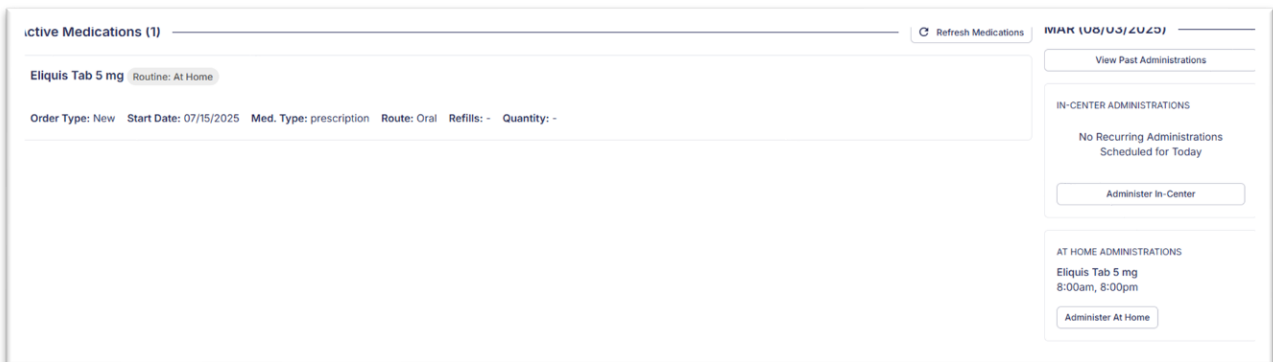 ctive Medications (1)
Refresh Medications
Eliquis Tab 5 mg Routine: At Home
Order Type: New Start Date: 07/15/2025 Med. Type: prescription Route: Oral Refills: - Quantity: -
MAR (08/03/2025)
View Past Administrations
IN-CENTER ADMINISTRATIONS
No Recurring Administrations
Scheduled for Today
Administer In-Center
AT HOME ADMINISTRATIONS
Eliquis Tab 5 mg
8:00am, 8:00pm
Administer At Home